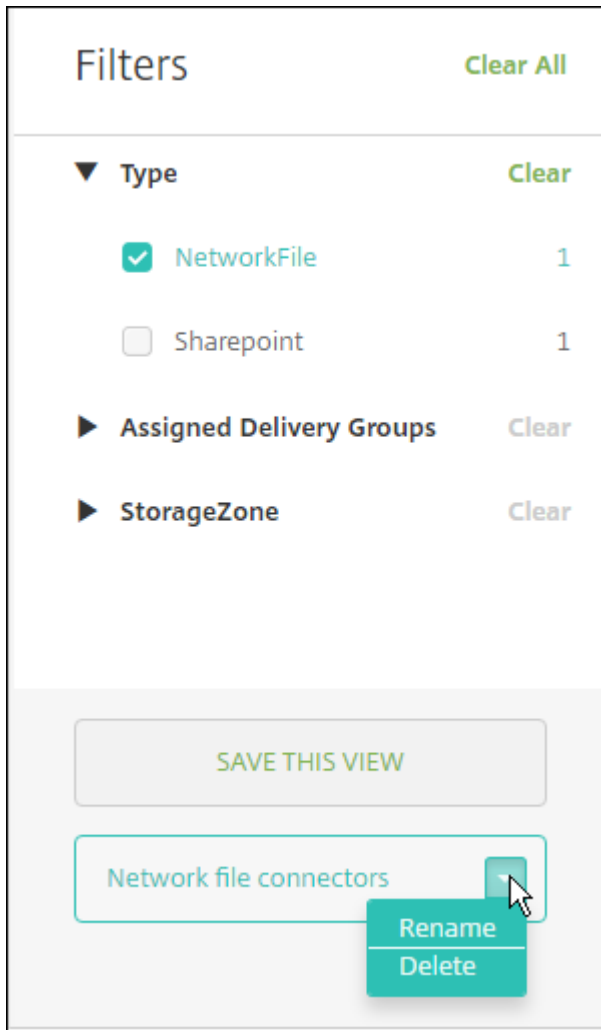 Filters Clear All
Type Clear
NetworkFile 1
Sharepoint 1
Assigned Delivery Groups Clear
StorageZone Clear
SAVE THIS VIEW
Network file connectors
Rename
Delete